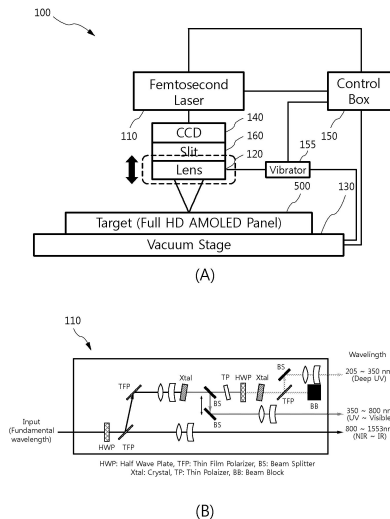 100
Femtosecond
Laser
Control
Box
110
140
150
CCD
160
155
Slit
120
Lens
Vibrator
500
130
Target (Full HD AMOLED Panel)
Vacuum Stage
(A)
110
Wavelength
BS
TFP
Xtal
TP
HWP
Xtal
205 ~ 350 nm
(Deep UV)
BS
TFP
BB
Input
(Fundamental
wavelength)
BS
350 ~ 800 nm
(UV ~ Visible)
800 ~ 1553nm
(NIR ~ IR)
HWP
TFP
HWP: Half Wave Plate, TFP: Thin Film Polarizer, BS: Beam Splitter
Xtal: Crystal, TP: Thin Polaizer, BB: Beam Block
(B)